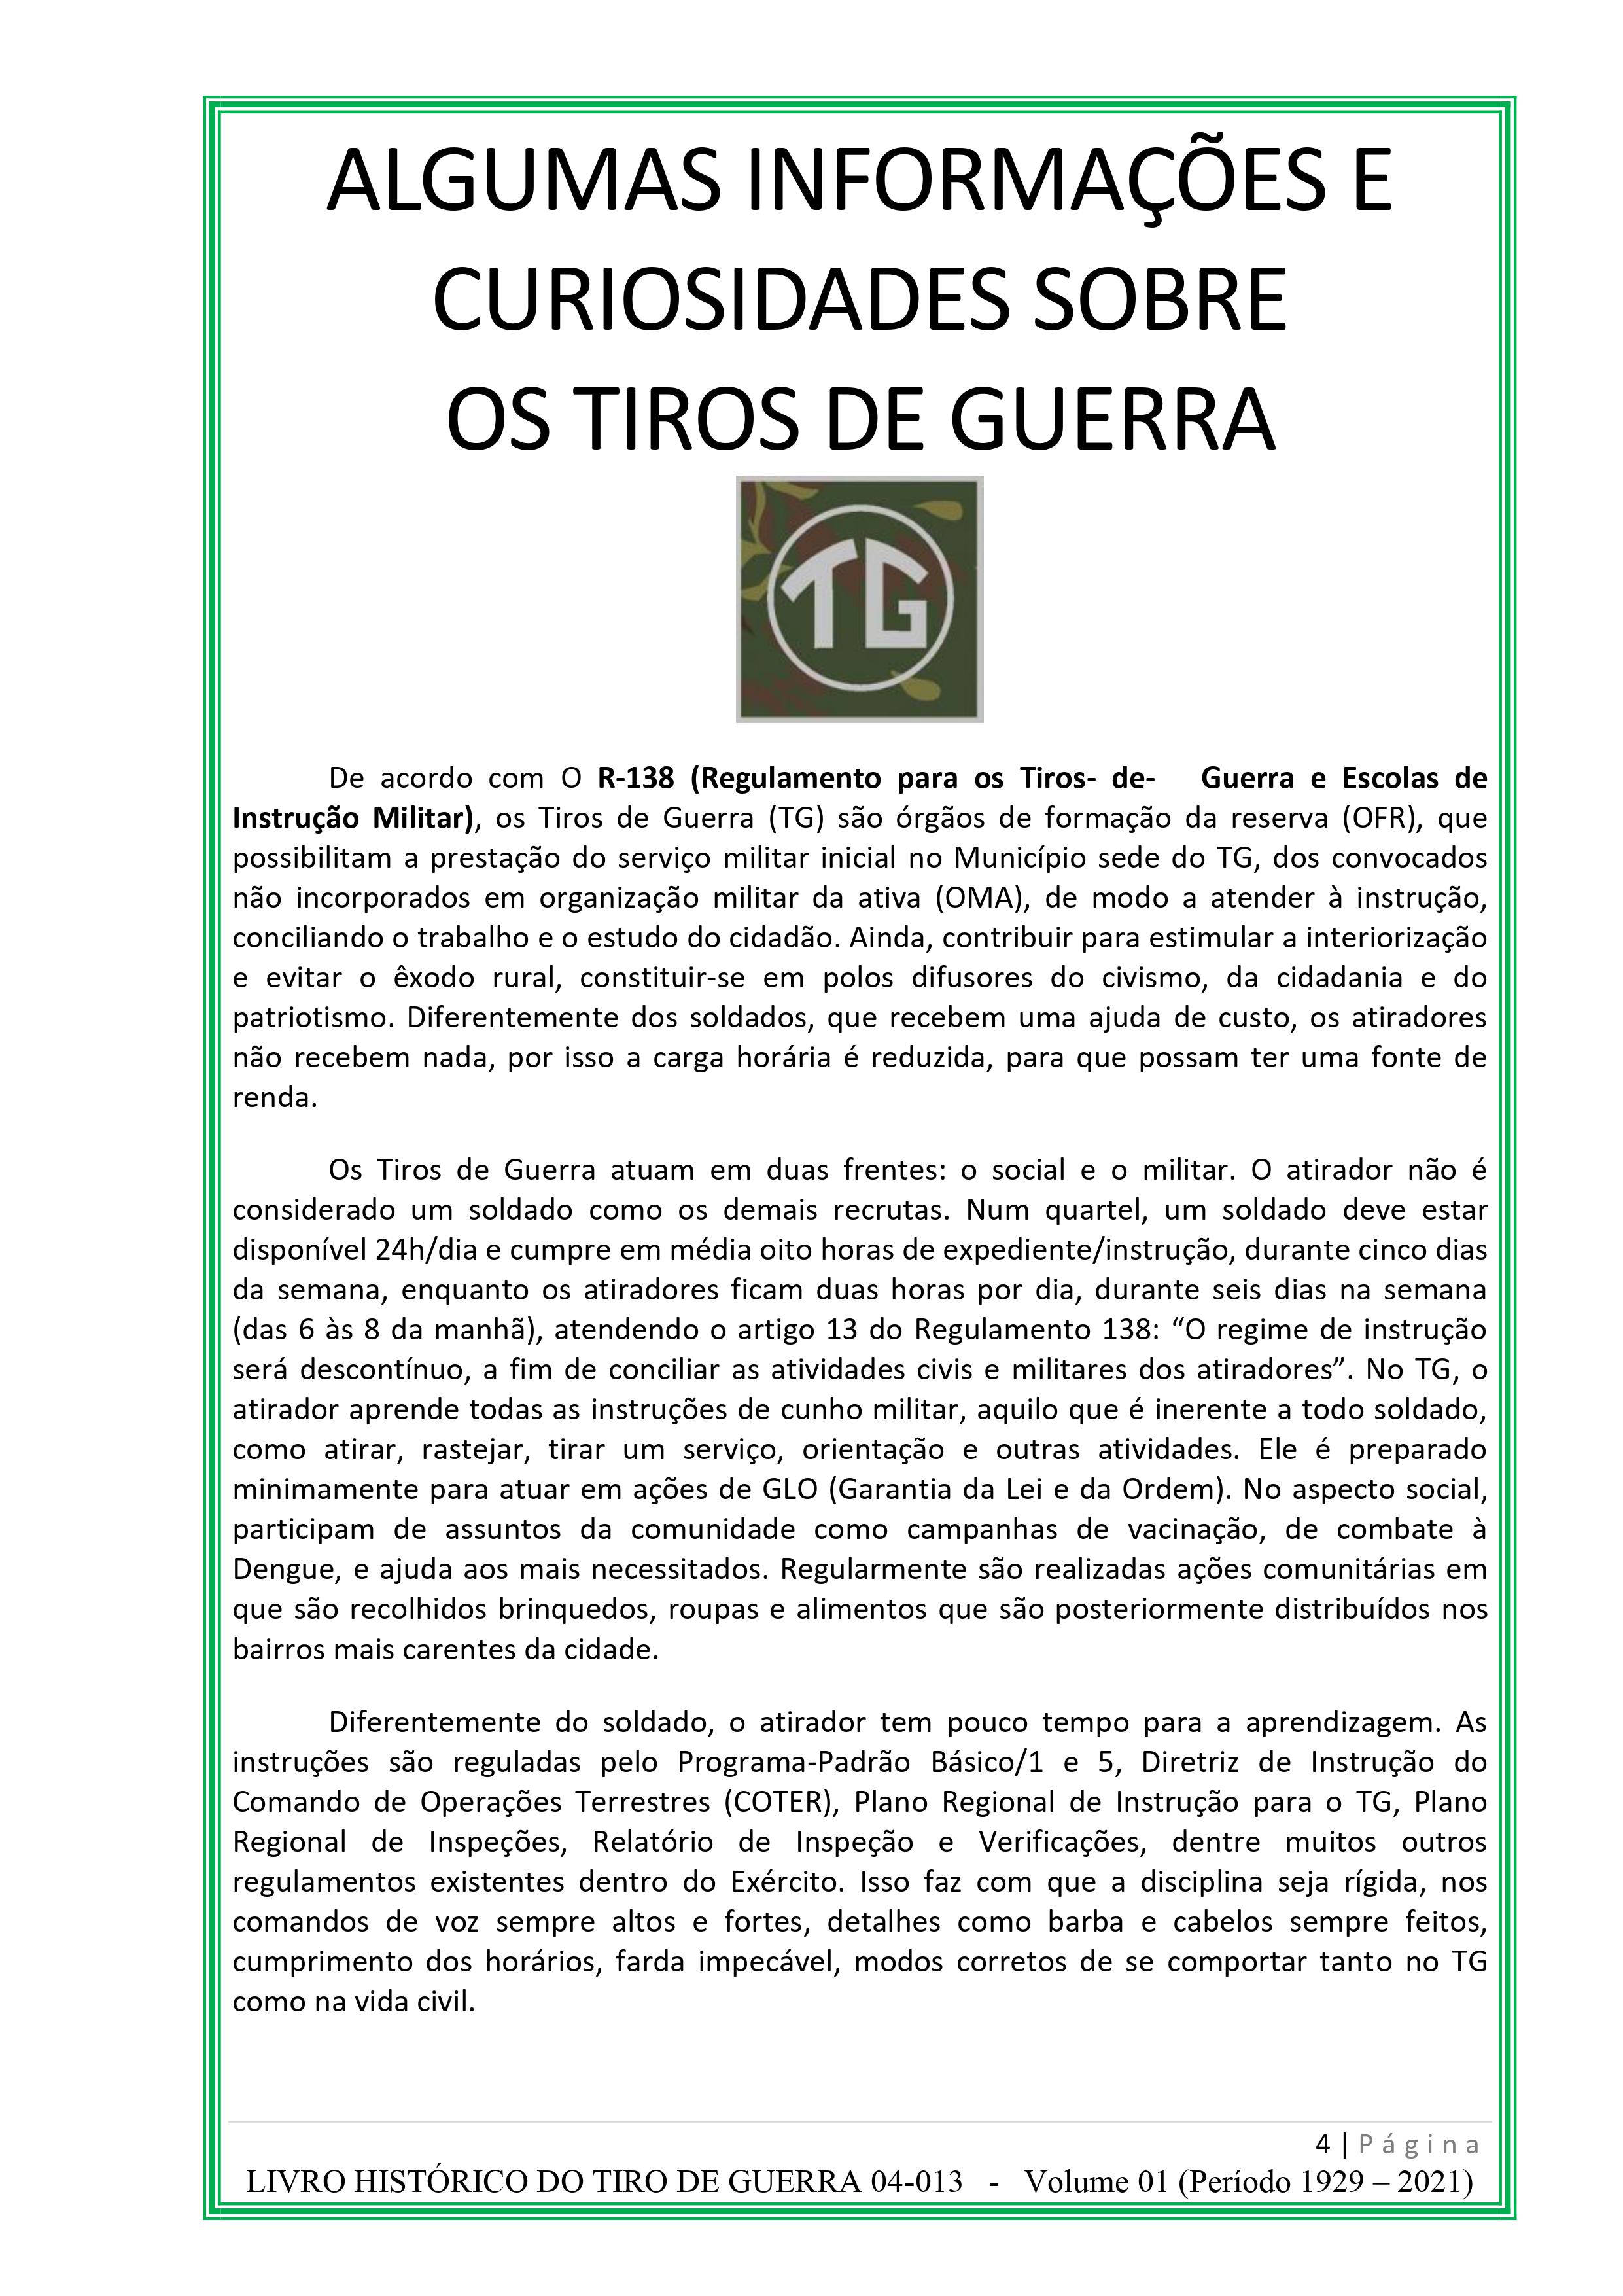 ALGUMAS INFORMAÇÕES E
CURIOSIDADES SOBRE
OS TIROS DE GUERRA
TG
De acordo com O R-138 (Regulamento para os Tiros- de- Guerra e Escolas de
Instrução Militar), os Tiros de Guerra (TG) são órgãos de formação da reserva (OFR), que
possibilitam a prestação do serviço militar inicial no Município sede do TG, dos convocados
não incorporados em organização militar da ativa (OMA), de modo a atender à instrução,
conciliando o trabalho e o estudo do cidadão. Ainda, contribuir para estimular a interiorização
e evitar o êxodo rural, constituir-se em polos difusores do civismo, da cidadania e do
patriotismo. Diferentemente dos soldados, que recebem uma ajuda de custo, os atiradores
não recebem nada, por isso a carga horária é reduzida, para que possam ter uma fonte de
renda.
Os Tiros de Guerra atuam em duas frentes: o social e o militar. O atirador não é
considerado um soldado como os demais recrutas. Num quartel, um soldado deve estar
disponível 24h/dia e cumpre em média oito horas de expediente/instrução, durante cinco dias
da semana, enquanto os atiradores ficam duas horas por dia, durante seis dias na semana
(das 6 às 8 da manhã), atendendo o artigo 13 do Regulamento 138: “O regime de instrução
será descontínuo, a fim de conciliar as atividades civis e militares dos atiradores”. No TG, o
atirador aprende todas as instruções de cunho militar, aquilo que é inerente a todo soldado,
como atirar, rastejar, tirar um serviço, orientação e outras atividades. Ele é preparado
minimamente para atuar em ações de GLO (Garantia da Lei e da Ordem). No aspecto social,
participam de assuntos da comunidade como campanhas de vacinação, de combate à
Dengue, e ajuda aos mais necessitados. Regularmente são realizadas ações comunitárias em
que são recolhidos brinquedos, roupas e alimentos que são posteriormente distribuídos nos
bairros mais carentes da cidade.
Diferentemente do soldado, o atirador tem pouco tempo para a aprendizagem. As
instruções são reguladas pelo Programa-Padrão Básico/1 e 5, Diretriz de Instrução do
Comando de Operações Terrestres (COTER), Plano Regional de Instrução para o TG, Plano
Regional de Inspeções, Relatório de Inspeção e Verificações, dentre muitos outros
regulamentos existentes dentro do Exército. Isso faz com que a disciplina seja rígida, nos
comandos de voz sempre altos e fortes, detalhes como barba e cabelos sempre feitos,
cumprimento dos horários, farda impecável, modos corretos de se comportar tanto no TG
como na vida civil.
4 | Página
LIVRO HISTÓRICO DO TIRO DE GUERRA 04-013 - Volume 01 (Período 1929 – 2021)